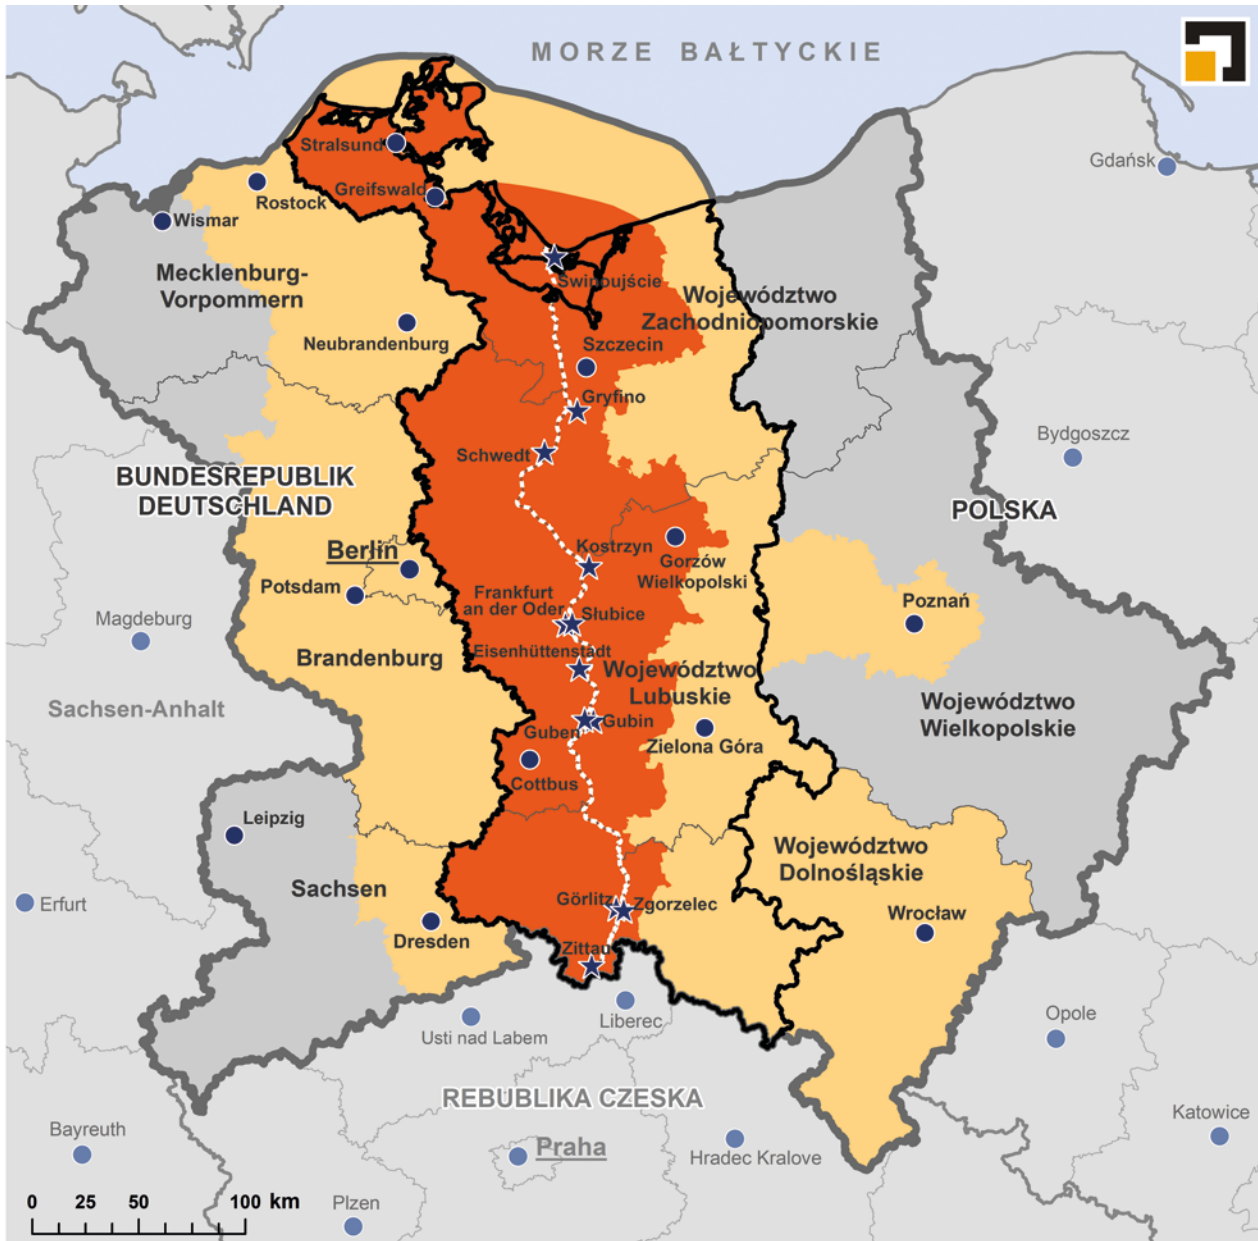 MORZE BAŁTYCKIE
Stralsund
Gdańsk
Greifswald
Rostock
Wismar
Mecklenburg-
Vorpommern
Świnoujście
Województwo
Zachodniopomorskie
Neubrandenburg
Szczecin
Gryfino
Bydgoszcz
Schwedt
BUNDESREPUBLIK
DEUTSCHLAND
POLSKA
Berlin
Kostrzyn
Gorzów
Wielkopolski
Potsdam
Frankfurt
an der Oder
Słubice
Poznań
Magdeburg
Eisenhüttenstadt
Brandenburg
Województwo
Lubuskie
Sachsen-Anhalt
Województwo
Wielkopolskie
Guben
Gubin
Zielona Góra
Cottbus
Leipzig
Województwo
Dolnośląskie
Sachsen
Erfurt
Görlitz
Zgorzelec
Wrocław
Dresden
Zittau
Liberec
Usti nad Labem
Opole
REBUBLIKA CZESKA
Katowice
Bayreuth
Praha
Hradec Kralove
Plzen
0 25 50 100 km